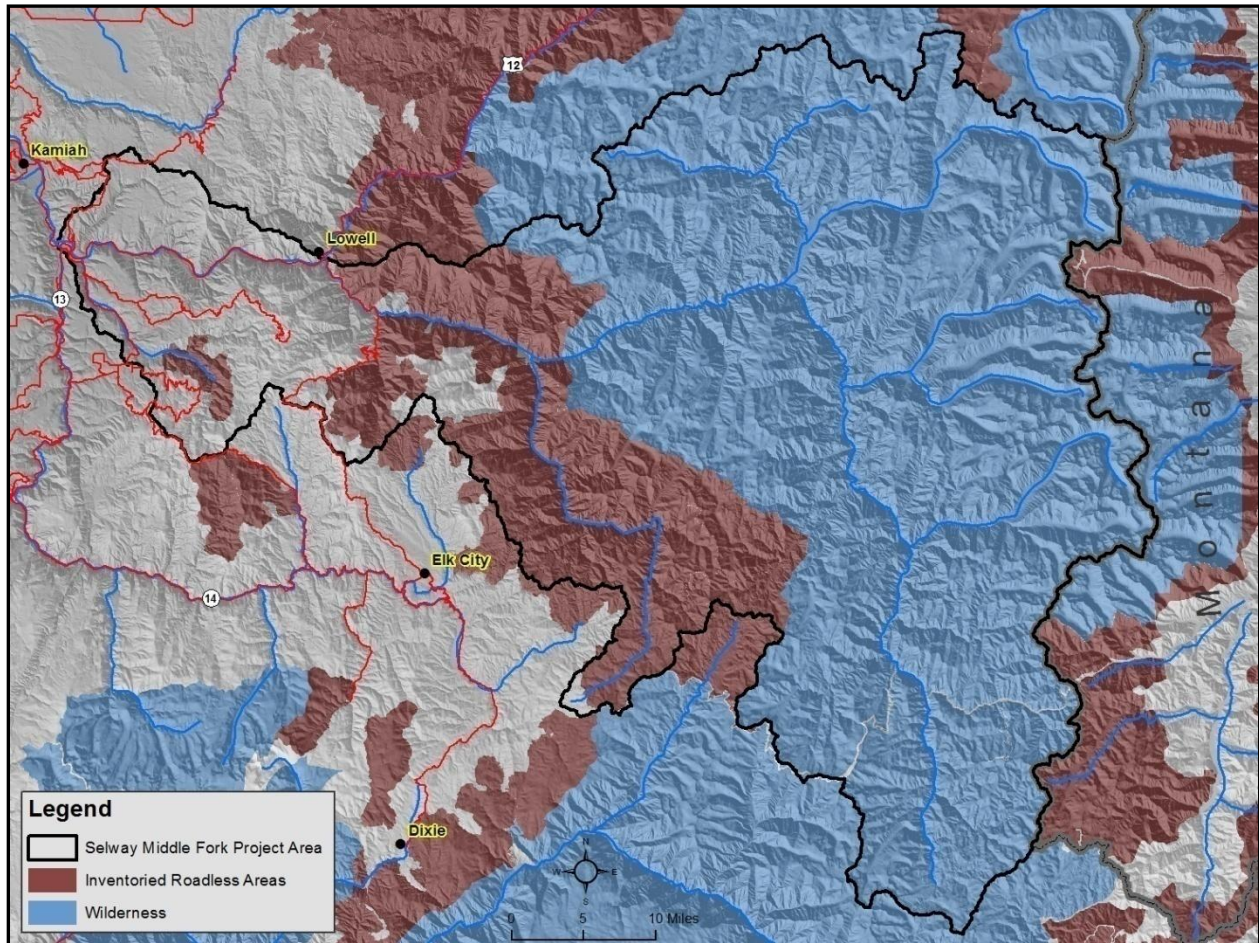 12
Kamiah
Lowell
13
Montana
Elk City
14
Legend
Selway Middle Fork Project Area
Inventoried Roadless Areas
Wilderness
Dixie
N
W E
S
0 5 10 Miles